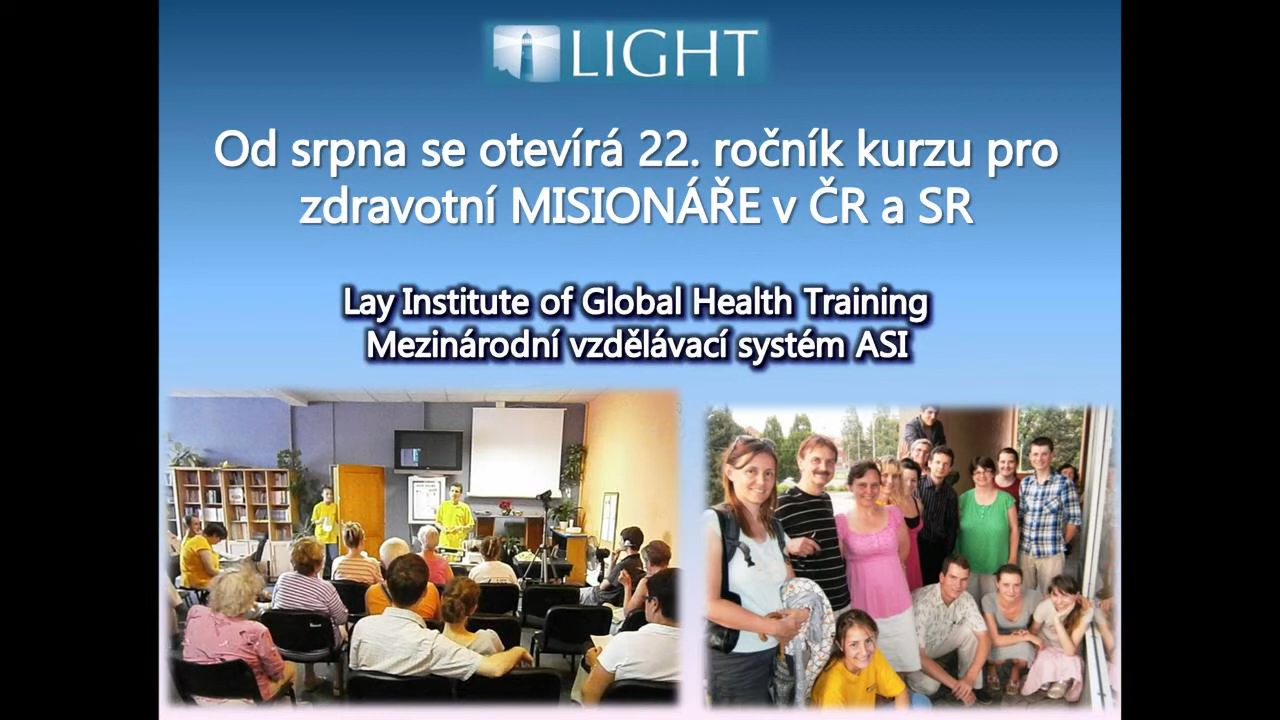 LIGHT
Od srpna se otevírá 22. ročník kurzu pro
zdravotní MISIONÁŘE v ČR a SR
Lay Institute of Global Health Training
Mezinárodní vzdělávací systém ASI